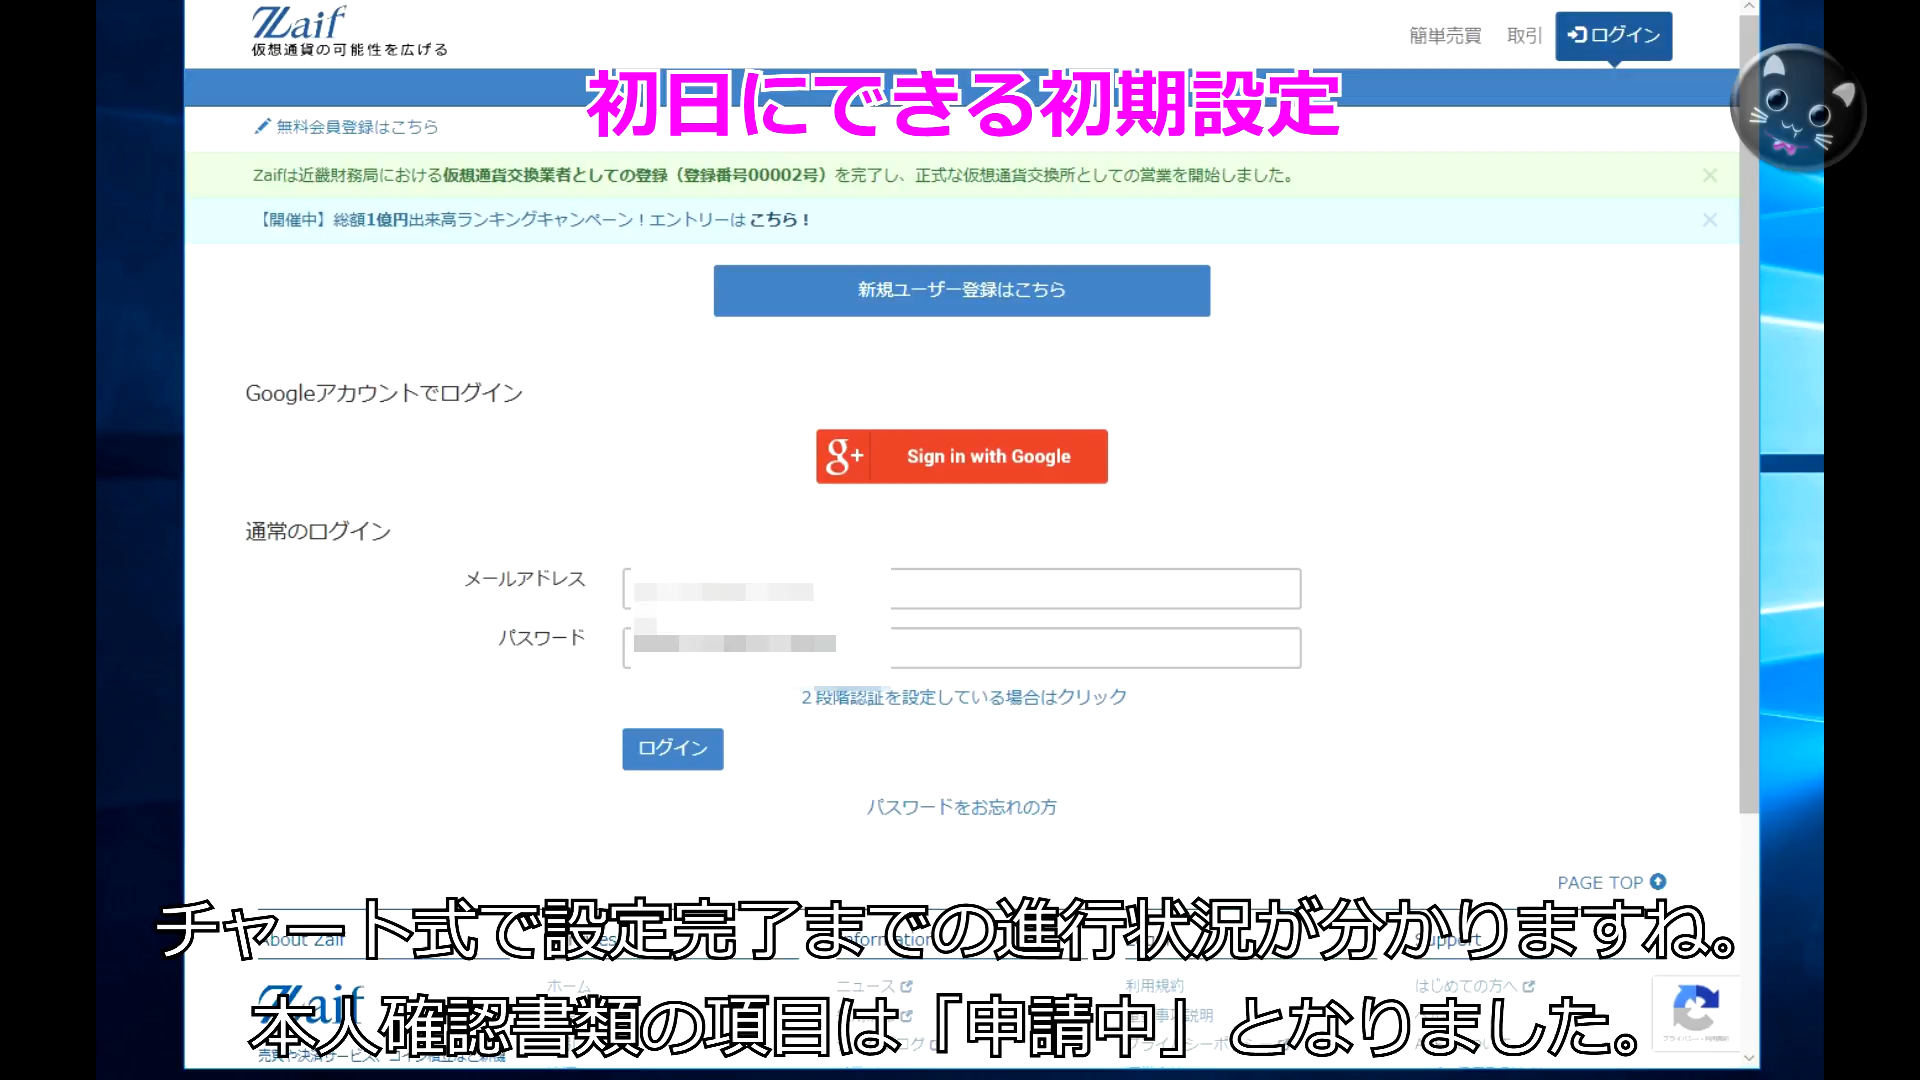 Zaif
仮想通貨の可能性を広げる
簡単売買 取引 ログイン
初日にできる初期設定
無料会員登録はこちら
Zaifは近畿財務局における仮想通貨交換業者としての登録（登録番号00002号）を完了し、正式な仮想通貨交換所としての営業を開始しました。
【開催中】総額1億円出来高ランキングキャンペーン！エントリーは こちら！
新規ユーザー登録はこちら
Googleアカウントでログイン
g+ Sign in with Google
通常のログイン
メールアドレス
パスワード
２段階認証を設定している場合はクリック
ログイン
パスワードをお忘れの方
PAGE TOP
チャート式で設定完了までの進行状況が分かりますね。
About Zaif Information Support
ホーム ニュース 利用規約 はじめての方へ
Zaif
本人確認書類の項目は「申請中」となりました。